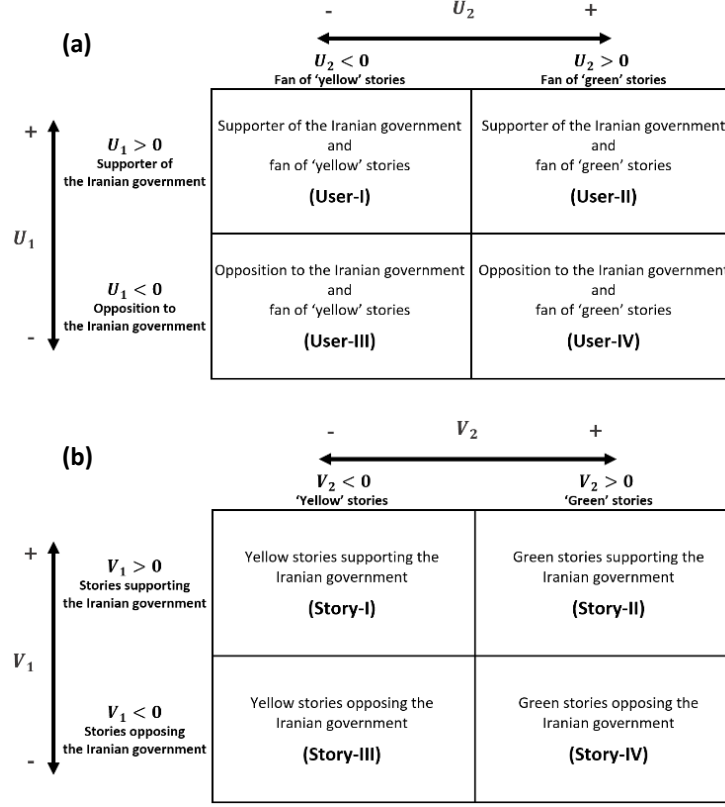 - U₂ +
(a)
U₂ < 0
Fan of 'yellow' stories
U₂ > 0
Fan of 'green' stories
+
U₁ > 0
Supporter of
the Iranian government
Supporter of the Iranian government
and
fan of 'yellow' stories
(User-I)
Supporter of the Iranian government
and
fan of 'green' stories
(User-II)
U₁
U₁ < 0
Opposition to
the Iranian government
-
Opposition to the Iranian government
and
fan of 'yellow' stories
(User-III)
Opposition to the Iranian government
and
fan of 'green' stories
(User-IV)
- V₂ +
(b)
V₂ < 0
'Yellow' stories
V₂ > 0
'Green' stories
+
V₁ > 0
Stories supporting
the Iranian government
Yellow stories supporting the
Iranian government
(Story-I)
Green stories supporting the
Iranian government
(Story-II)
V₁
V₁ < 0
Stories opposing
the Iranian government
-
Yellow stories opposing the
Iranian government
(Story-III)
Green stories opposing the
Iranian government
(Story-IV)